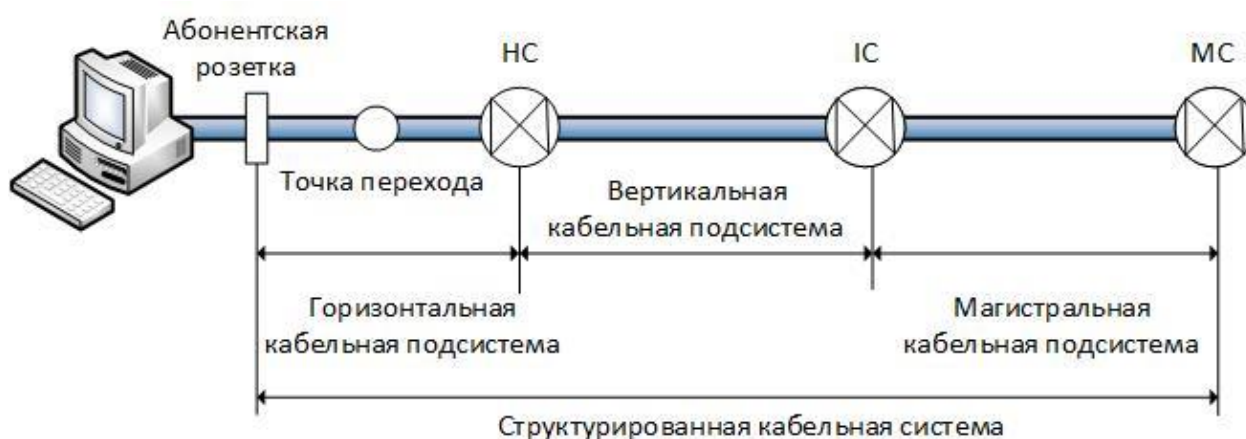 Абонентская
розетка
HC
IC
MC
Точка перехода
Вертикальная
кабельная подсистема
Горизонтальная
кабельная подсистема
Магистральная
кабельная подсистема
Структурированная кабельная система